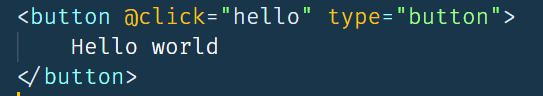 <button @click="hello" type="button">
    Hello world
</button>